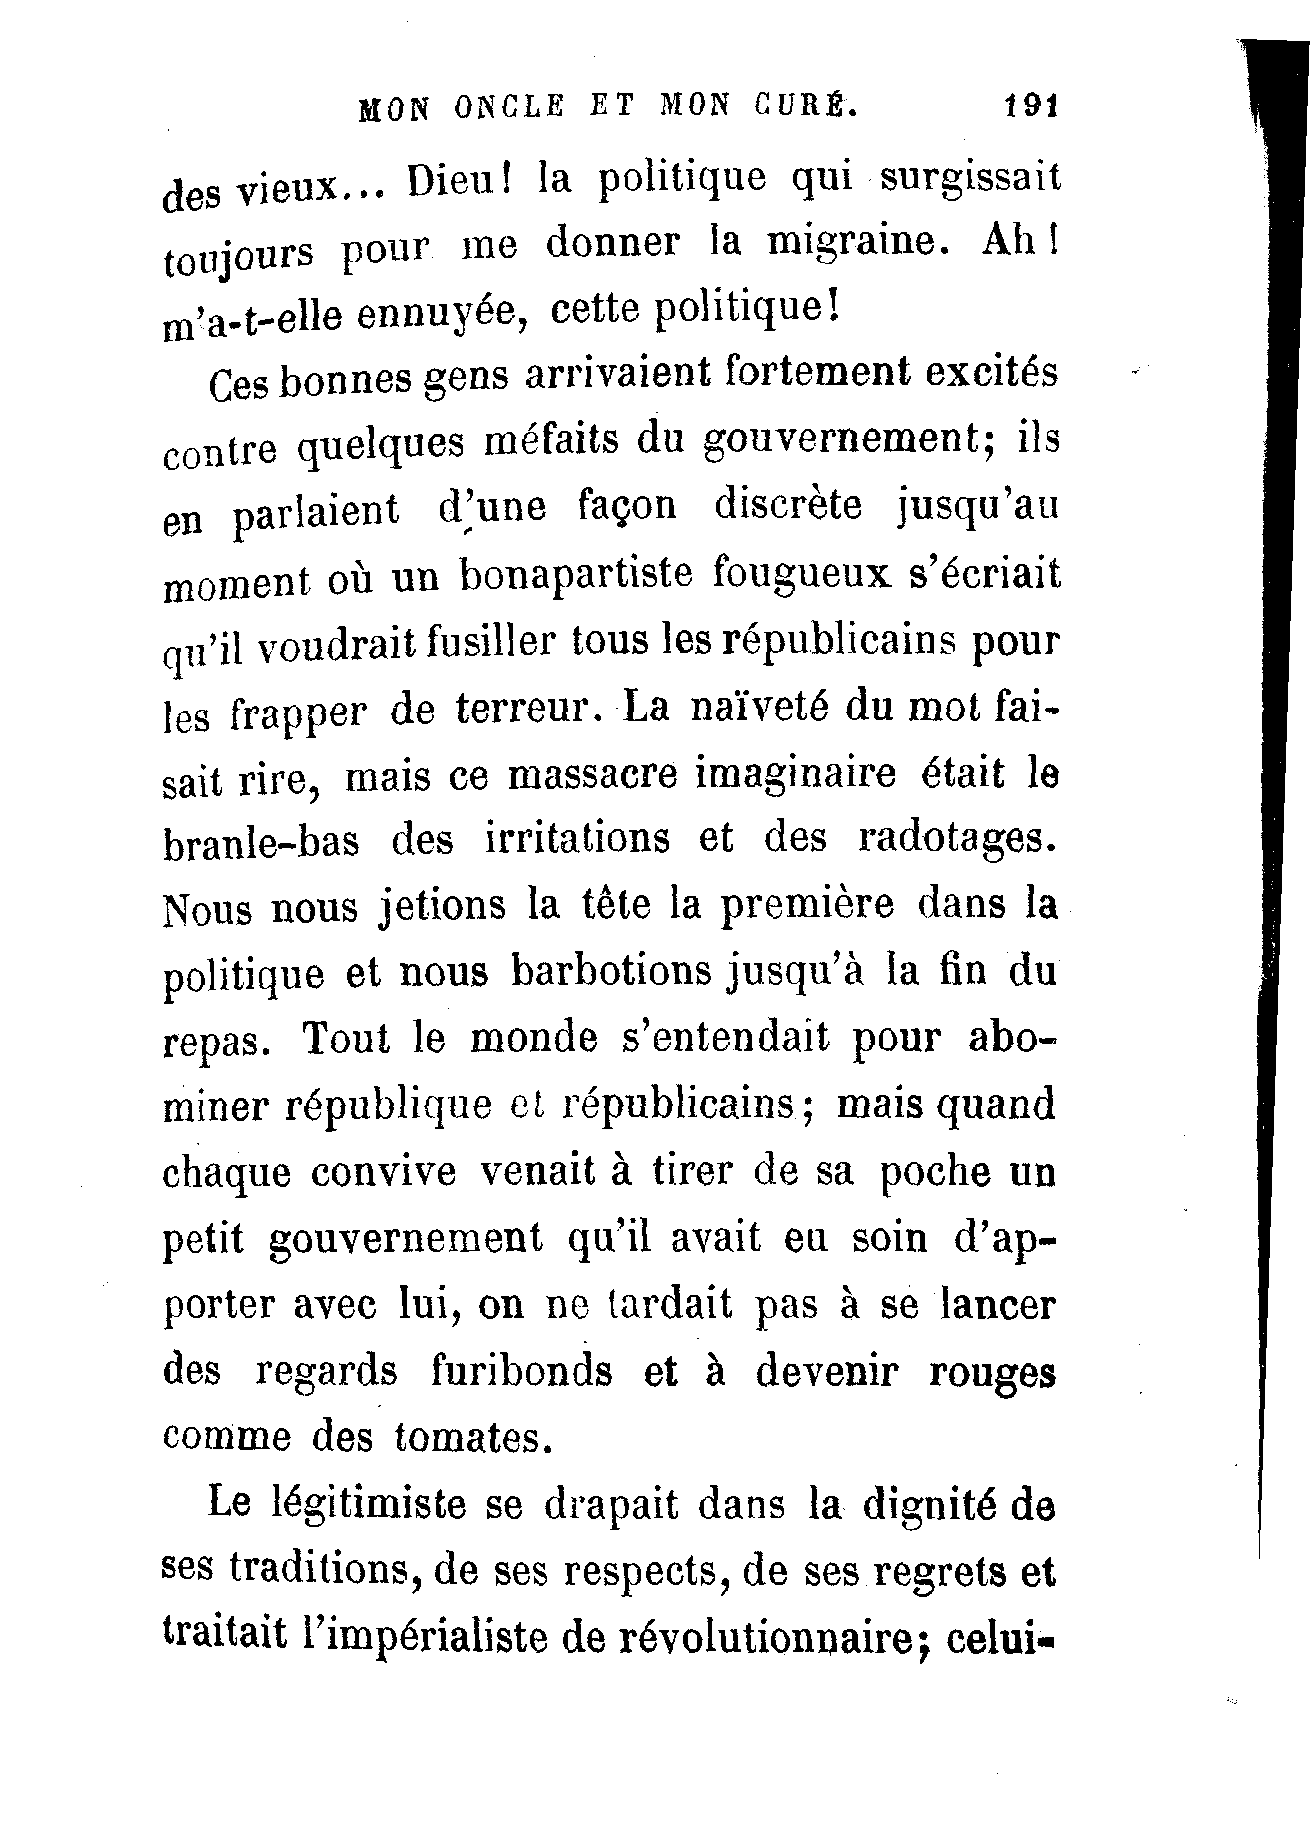 MON ONCLE ET MON CURÉ. 191
des vieux... Dieu! la politique qui surgissait
toujours pour me donner la migraine. Ah!
m'a-t-elle ennuyée, cette politique!
Ces bonnes gens arrivaient fortement excités
contre quelques méfaits du gouvernement; ils
en parlaient d'une façon discrète jusqu'au
moment où un bonapartiste fougueux s'écriait
qu'il voudrait fusiller tous les républicains pour
les frapper de terreur. La naïveté du mot fai-
sait rire, mais ce massacre imaginaire était le
branle-bas des irritations et des radotages.
Nous nous jetions la tête la première dans la
politique et nous barbotions jusqu'à la fin du
repas. Tout le monde s'entendait pour abo-
miner république et républicains; mais quand
chaque convive venait à tirer de sa poche un
petit gouvernement qu'il avait eu soin d'ap-
porter avec lui, on ne tardait pas à se lancer
des regards furibonds et à devenir rouges
comme des tomates.
Le légitimiste se drapait dans la dignité de
ses traditions, de ses respects, de ses regrets et
traitait l'impérialiste de révolutionnaire; celui-